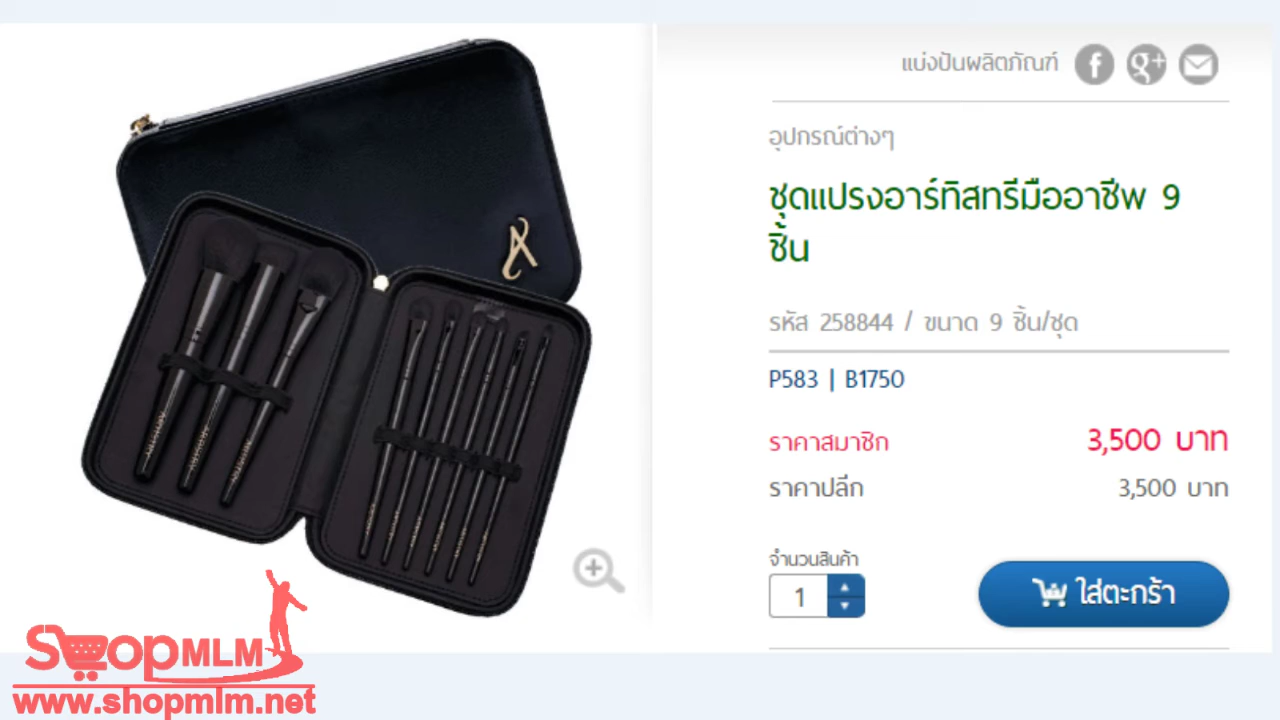 แบ่งปันผลิตภัณฑ์
อุปกรณ์ต่างๆ
ชุดแปรงอาร์ทิสทรีมืออาชีพ 9
ชิ้น
รหัส 258844 / ขนาด 9 ชิ้น/ชุด
P583 | B1750
ราคาสมาชิก 3,500 บาท
ราคาปลีก 3,500 บาท
จำนวนสินค้า
1
ใส่ตะกร้า
ARTISTRY
ARTISTRY
ARTISTRY
SHOPMLM
www.shopmlm.net